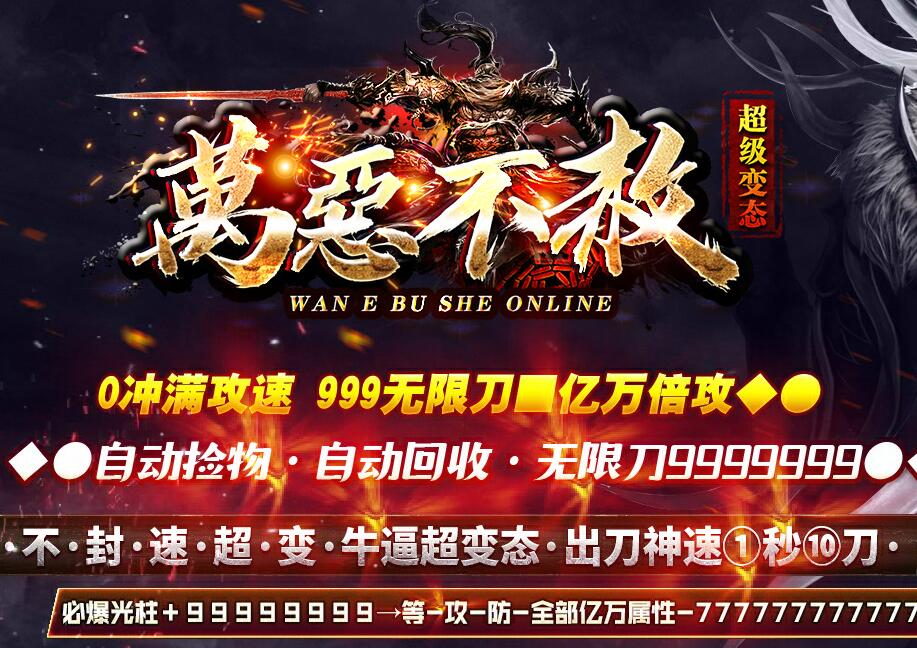 萬惡不赦
超级变态
WAN E BU SHE ONLINE
0冲满攻速 999无限刀■亿万倍攻◆●
◆●自动捡物·自动回收·无限刀9999999●◆
·不·封·速·超·变·牛逼超变态·出刀神速①秒⑩刀·
必爆光柱+999999999→等-攻-防-全部亿万属性-7777777777777